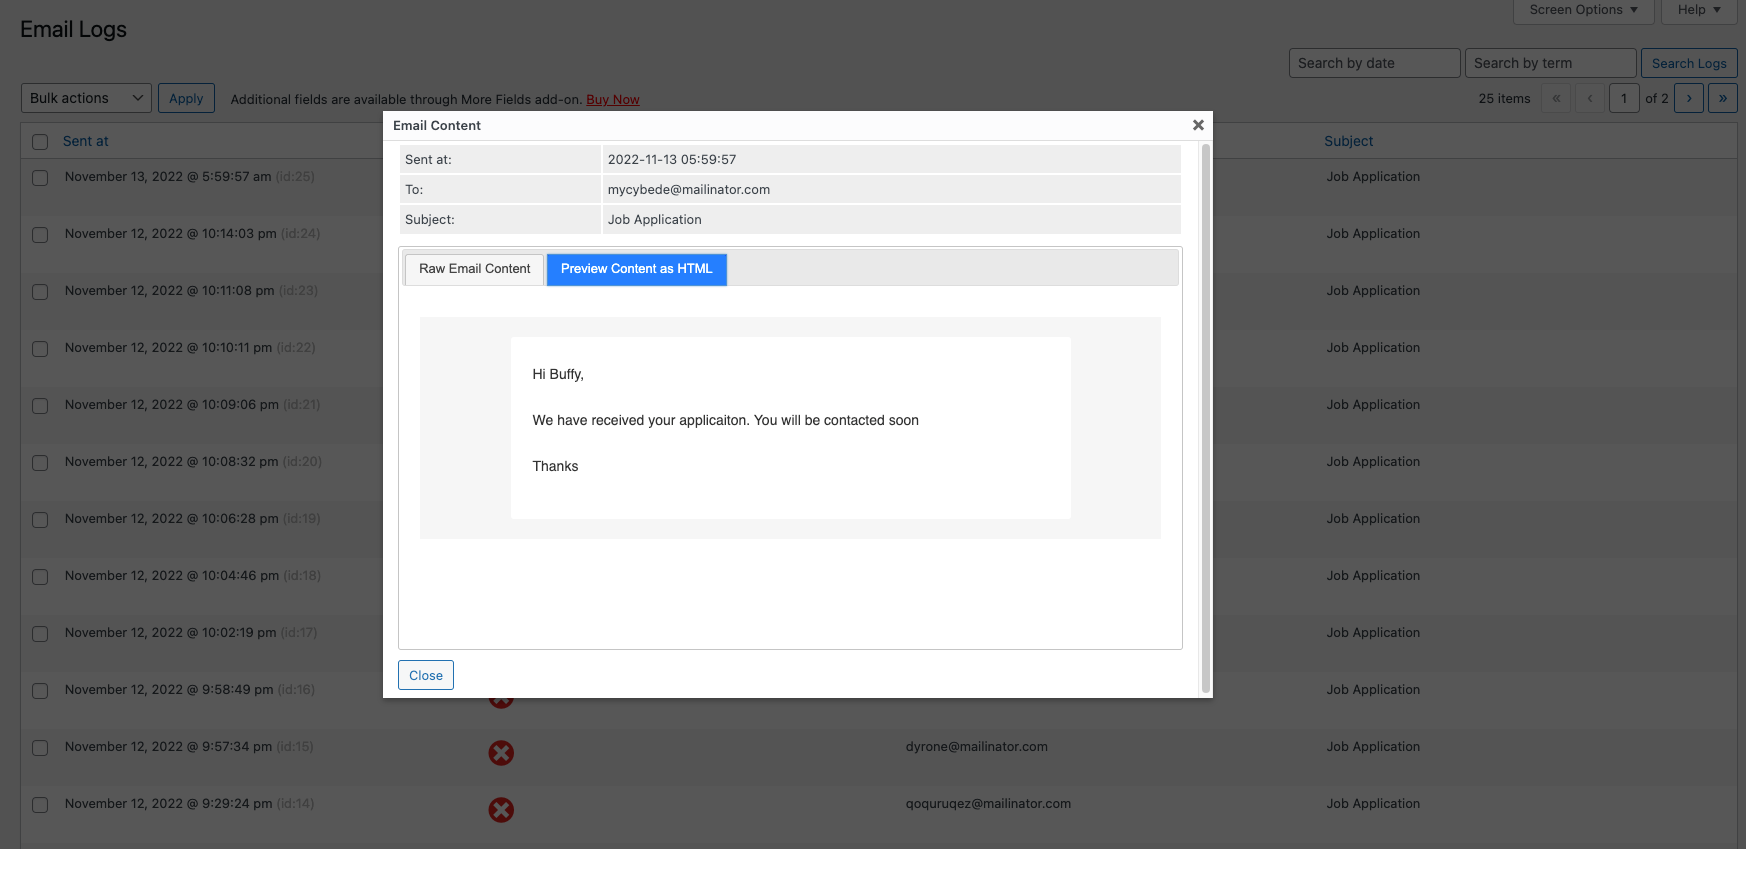 Screen Options ▼
Help ▼
Email Logs
Search by date
Search by term
Search Logs
Bulk actions
Apply
Additional fields are available through More Fields add-on. Buy Now
25 items « ‹ 1 of 2 › »
Sent at
Subject
November 13, 2022 @ 5:59:57 am (id:25)
Job Application
November 12, 2022 @ 10:14:03 pm (id:24)
Job Application
November 12, 2022 @ 10:11:08 pm (id:23)
Job Application
November 12, 2022 @ 10:10:11 pm (id:22)
Job Application
November 12, 2022 @ 10:09:06 pm (id:21)
Job Application
November 12, 2022 @ 10:08:32 pm (id:20)
Job Application
November 12, 2022 @ 10:06:28 pm (id:19)
Job Application
November 12, 2022 @ 10:04:46 pm (id:18)
Job Application
November 12, 2022 @ 10:02:19 pm (id:17)
Job Application
November 12, 2022 @ 9:58:49 pm (id:16)
Job Application
November 12, 2022 @ 9:57:34 pm (id:15)
dyrone@mailinator.com
Job Application
November 12, 2022 @ 9:29:24 pm (id:14)
qoquruqez@mailinator.com
Job Application
Email Content
Sent at: 2022-11-13 05:59:57
To: mycybede@mailinator.com
Subject: Job Application
Raw Email Content
Preview Content as HTML
Hi Buffy,
We have received your applicaiton. You will be contacted soon
Thanks
Close